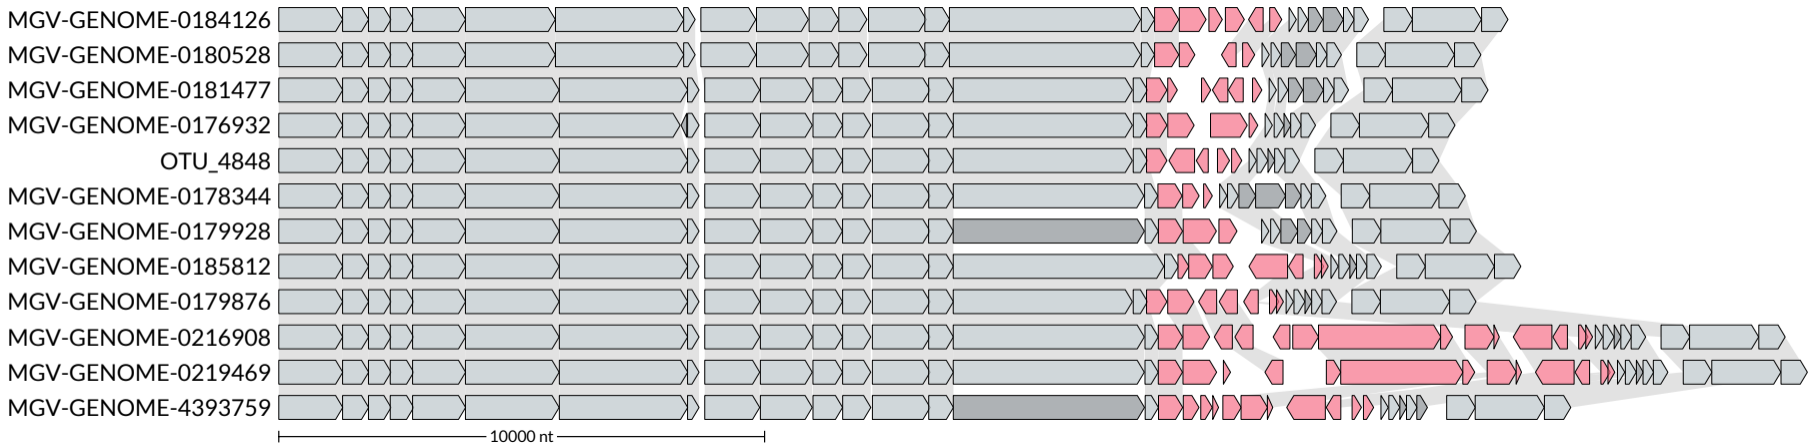 MGV-GENOME-0184126
MGV-GENOME-0180528
MGV-GENOME-0181477
MGV-GENOME-0176932
OTU_4848
MGV-GENOME-0178344
MGV-GENOME-0179928
MGV-GENOME-0185812
MGV-GENOME-0179876
MGV-GENOME-0216908
MGV-GENOME-0219469
MGV-GENOME-4393759
10000 nt